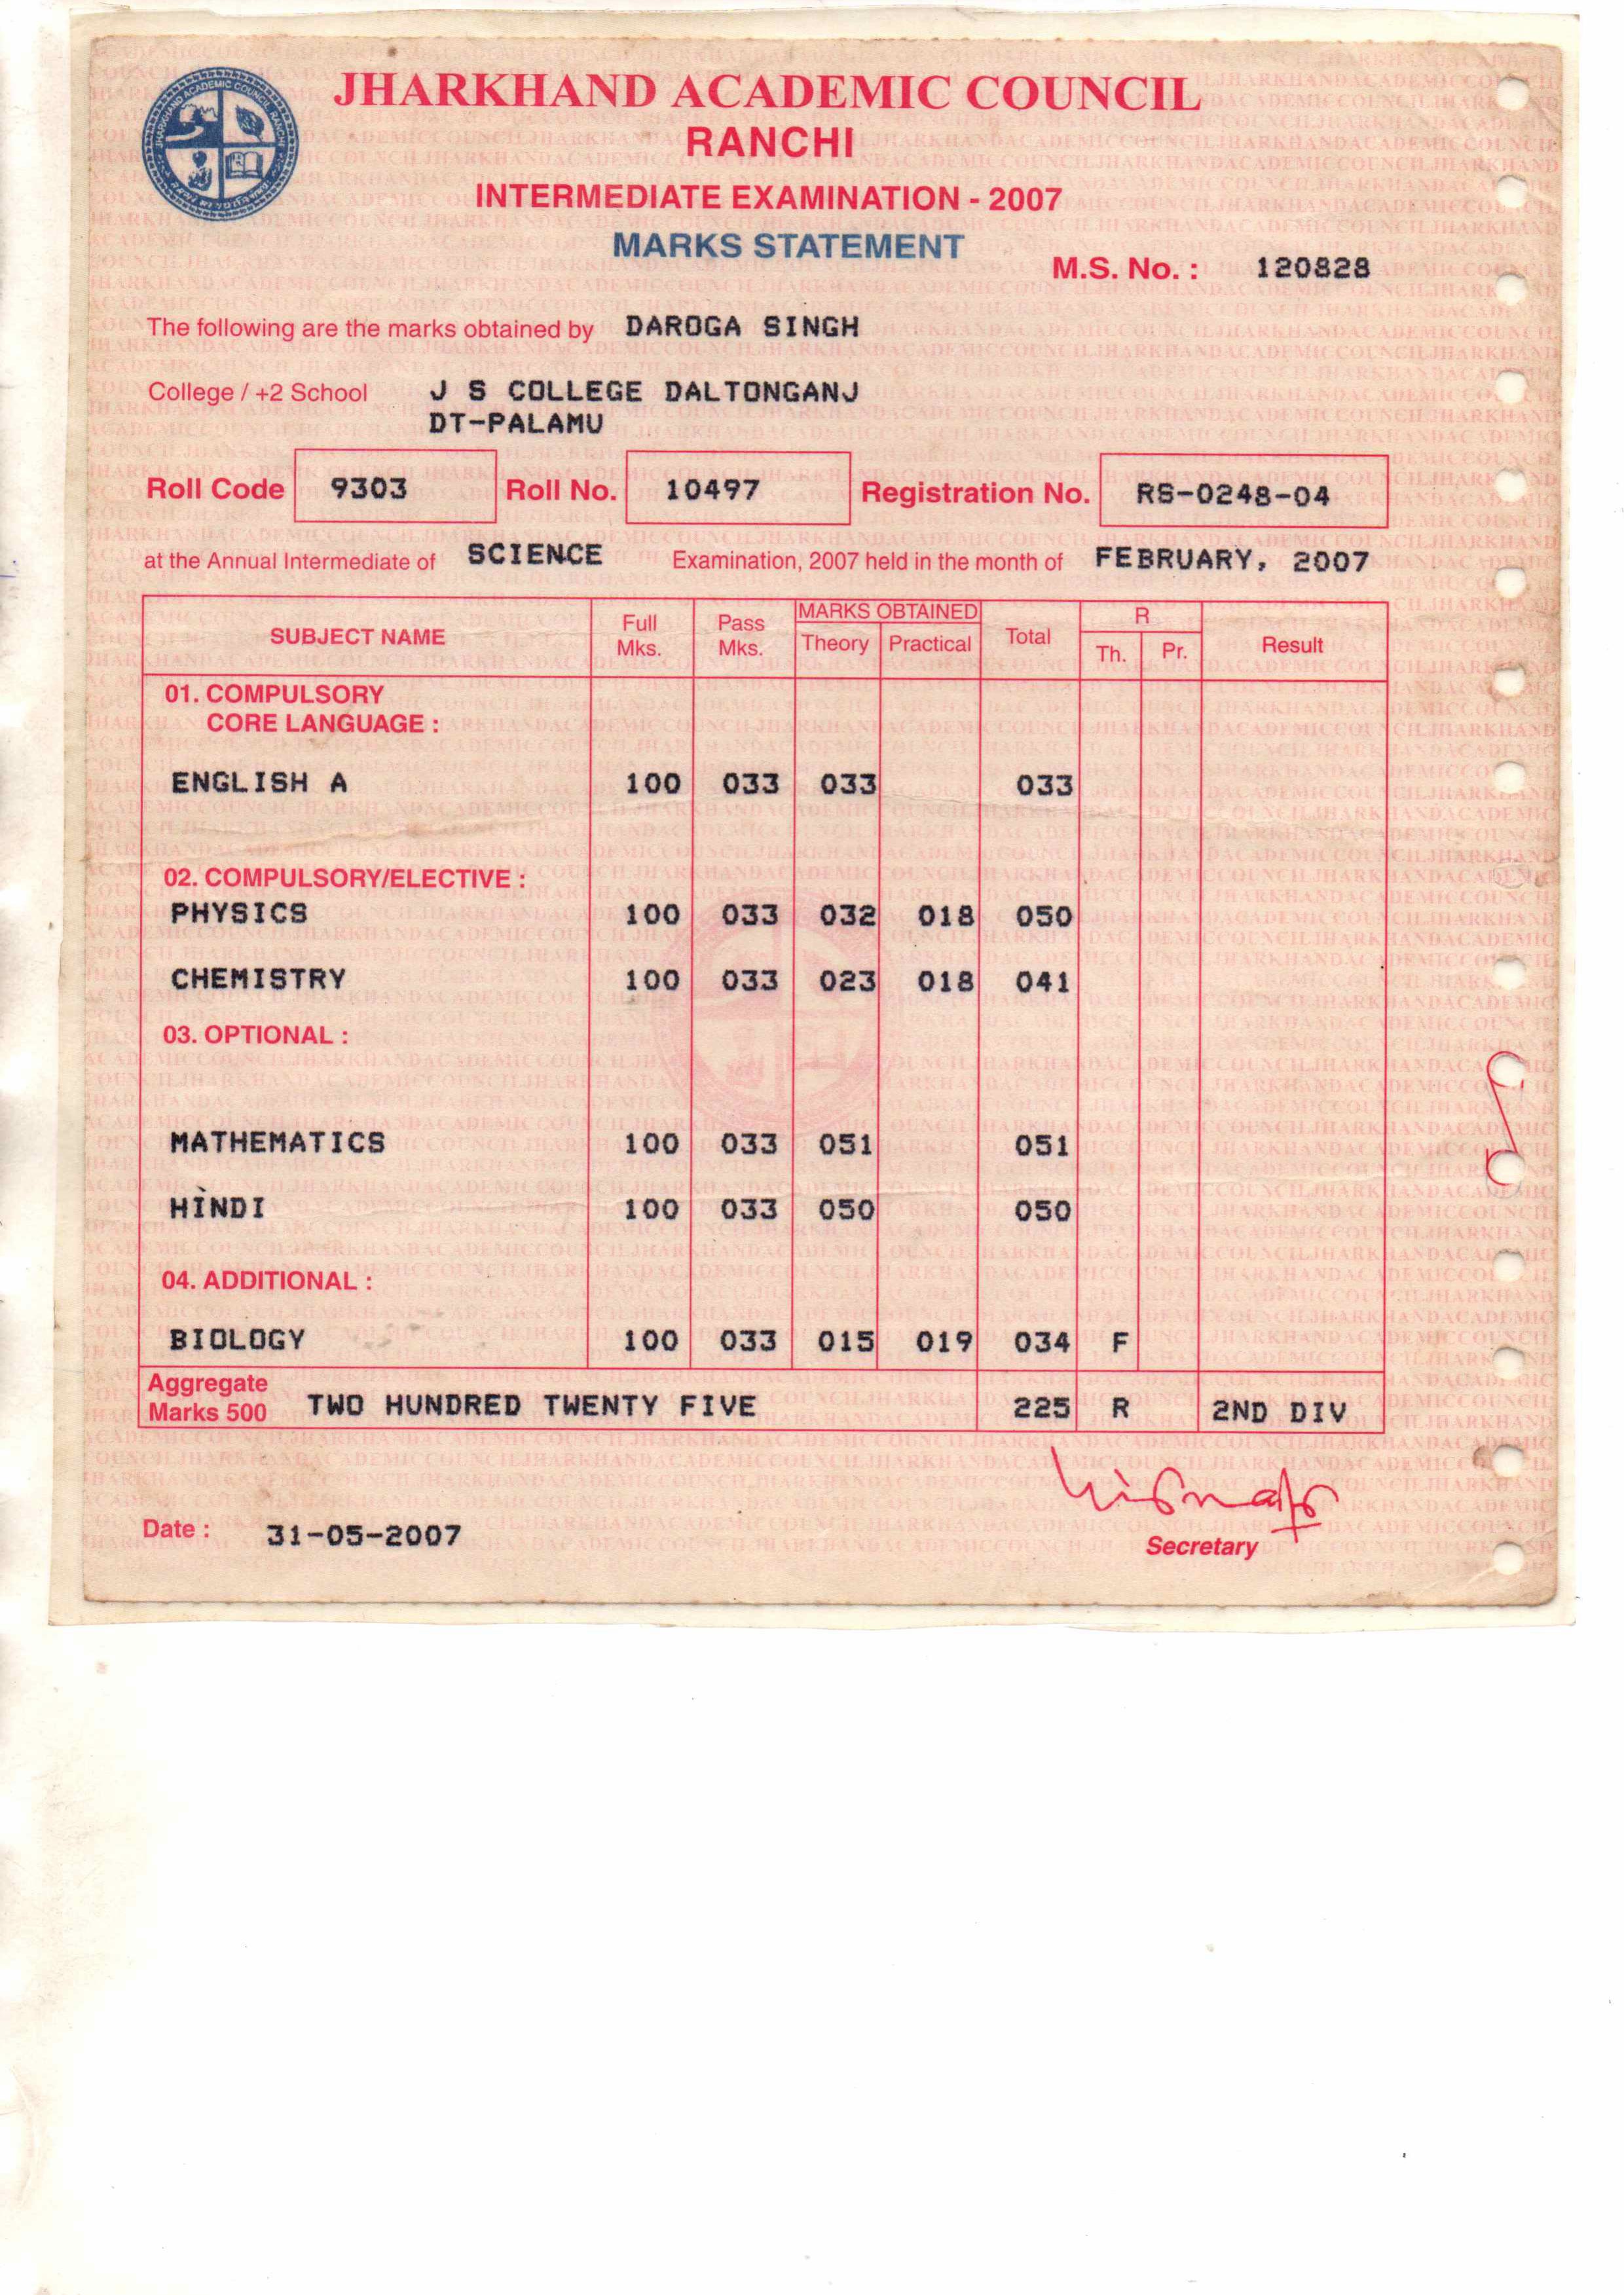 JHARKHAND ACADEMIC COUNCIL
RANCHI
INTERMEDIATE EXAMINATION - 2007
MARKS STATEMENT
M.S. No. : 120828
The following are the marks obtained by DAROGA SINGH
College / +2 School J S COLLEGE DALTONGANJ
DT-PALAMU
Roll Code 9303 Roll No. 10497 Registration No. RS-0248-04
at the Annual Intermediate of SCIENCE Examination, 2007 held in the month of FEBRUARY, 2007
SUBJECT NAME Full Mks. Pass Mks. MARKS OBTAINED Theory Practical Total R Th. Pr. Result
01. COMPULSORY
CORE LANGUAGE :
ENGLISH A 100 033 033 033
02. COMPULSORY/ELECTIVE :
PHYSICS 100 033 032 018 050
CHEMISTRY 100 033 023 018 041
03. OPTIONAL :
MATHEMATICS 100 033 051 051
HINDI 100 033 050 050
04. ADDITIONAL :
BIOLOGY 100 033 015 019 034 F
Aggregate
Marks 500 TWO HUNDRED TWENTY FIVE 225 R 2ND DIV
Date : 31-05-2007
Secretary